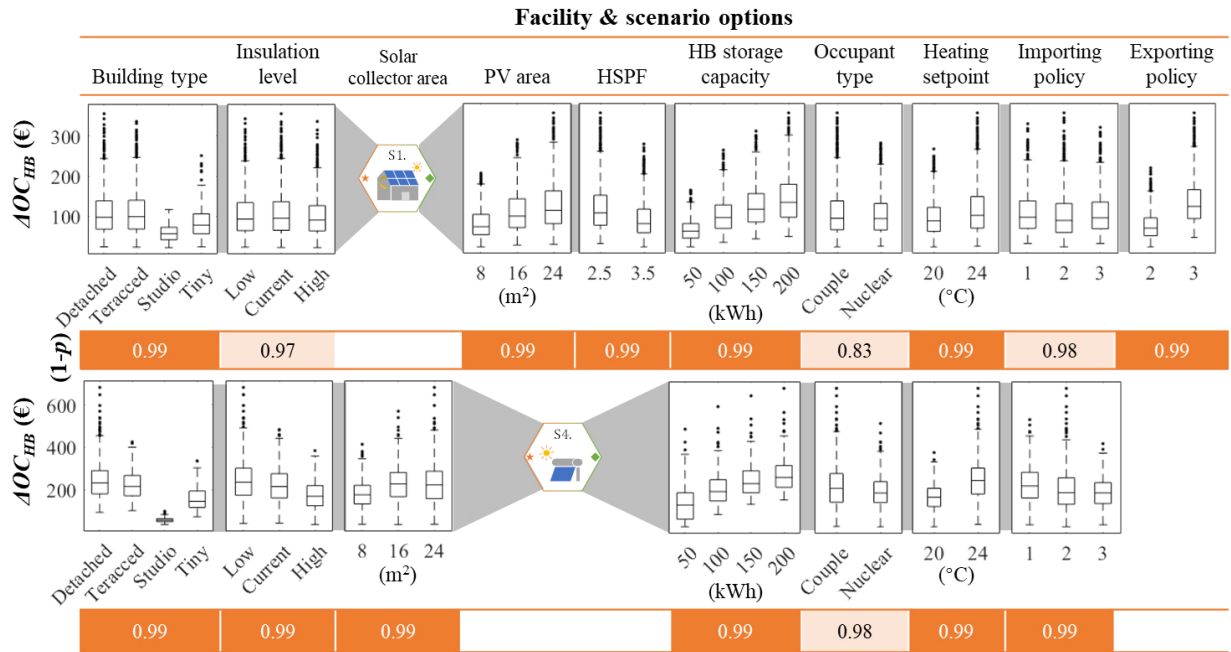 Facility & scenario options
Building type
Insulation
level
Solar
collector area
PV area
HSPF
HB storage
capacity
Occupant
type
Heating
setpoint
Importing
policy
Exporting
policy
ΔOC_HB (€)
300
200
100
S1.
Detached Teracced Studio Tiny
Low Current High
8 16 24
(m²)
2.5 3.5
50 100 150 200
(kWh)
Couple Nuclear
20 24
(°C)
1 2 3
2 3
(1-p)
0.99 0.97 0.99 0.99 0.99 0.83 0.99 0.98 0.99
ΔOC_HB (€)
600
400
200
S4.
Detached Teracced Studio Tiny
Low Current High
8 16 24
(m²)
50 100 150 200
(kWh)
Couple Nuclear
20 24
(°C)
1 2 3
0.99 0.99 0.99 0.99 0.98 0.99 0.99